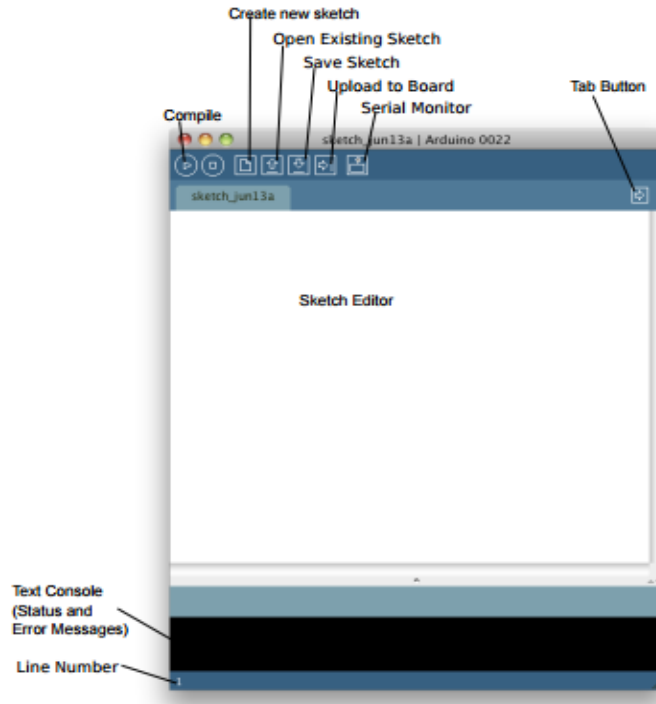 Create new sketch
Open Existing Sketch
Save Sketch
Upload to Board
Tab Button
Serial Monitor
Compile
sketch_jun13a | Arduino 0022
sketch_jun13a
Sketch Editor
Text Console
(Status and
Error Messages)
Line Number
1